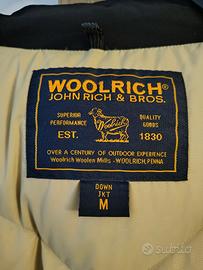 WOOLRICH®
JOHN RICH & BROS.
SUPERIOR PERFORMANCE
QUALITY GOODS
Woolrich
EST. 1830
OVER A CENTURY OF OUTDOOR EXPERIENCE
Woolrich Woolen Mills - WOOLRICH, PENNA
DOWN
JKT
M
subito